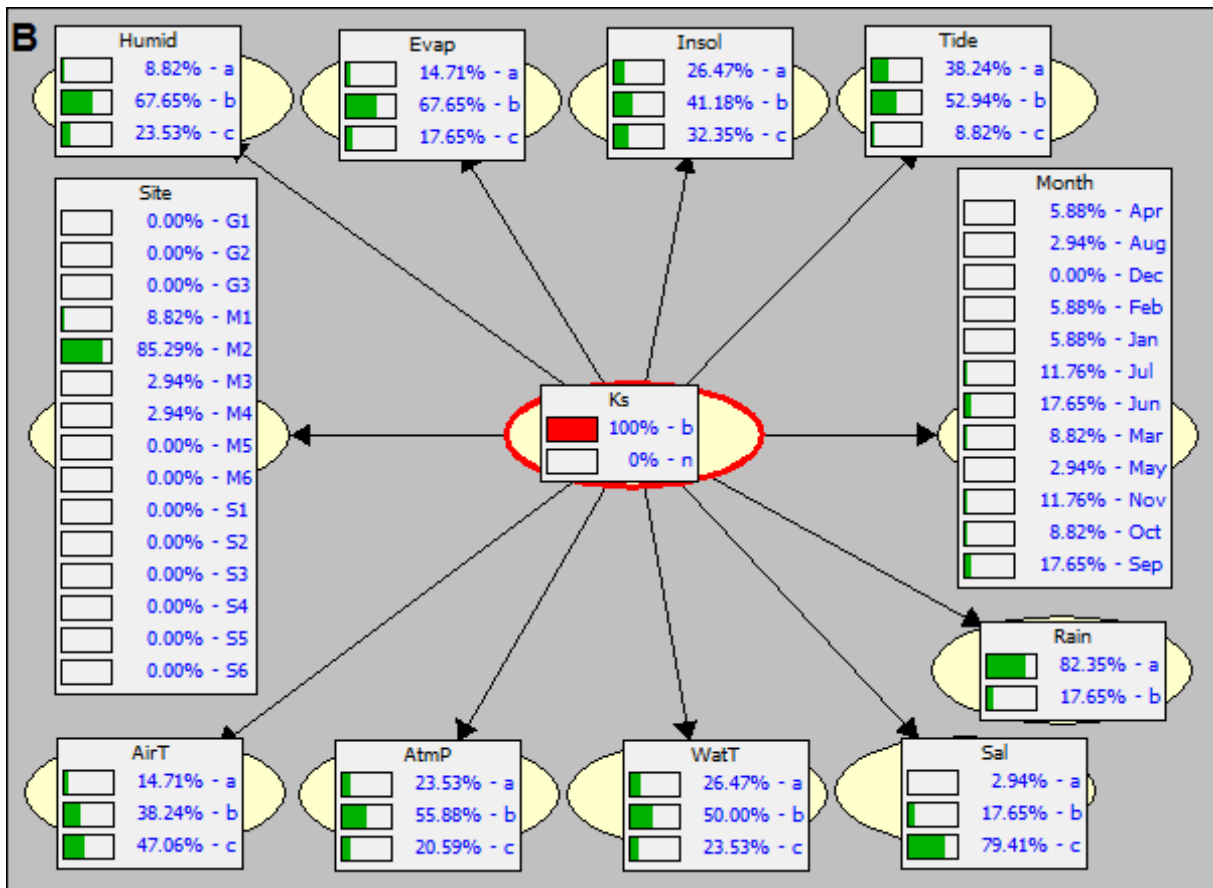 B
Humid
8.82% - a
67.65% - b
23.53% - c
Evap
14.71% - a
67.65% - b
17.65% - c
Insol
26.47% - a
41.18% - b
32.35% - c
Tide
38.24% - a
52.94% - b
8.82% - c
Site
0.00% - G1
0.00% - G2
0.00% - G3
8.82% - M1
85.29% - M2
2.94% - M3
2.94% - M4
0.00% - M5
0.00% - M6
0.00% - S1
0.00% - S2
0.00% - S3
0.00% - S4
0.00% - S5
0.00% - S6
Ks
100% - b
0% - n
Month
5.88% - Apr
2.94% - Aug
0.00% - Dec
5.88% - Feb
5.88% - Jan
11.76% - Jul
17.65% - Jun
8.82% - Mar
2.94% - May
11.76% - Nov
8.82% - Oct
17.65% - Sep
Rain
82.35% - a
17.65% - b
AirT
14.71% - a
38.24% - b
47.06% - c
AtmP
23.53% - a
55.88% - b
20.59% - c
WatT
26.47% - a
50.00% - b
23.53% - c
Sal
2.94% - a
17.65% - b
79.41% - c